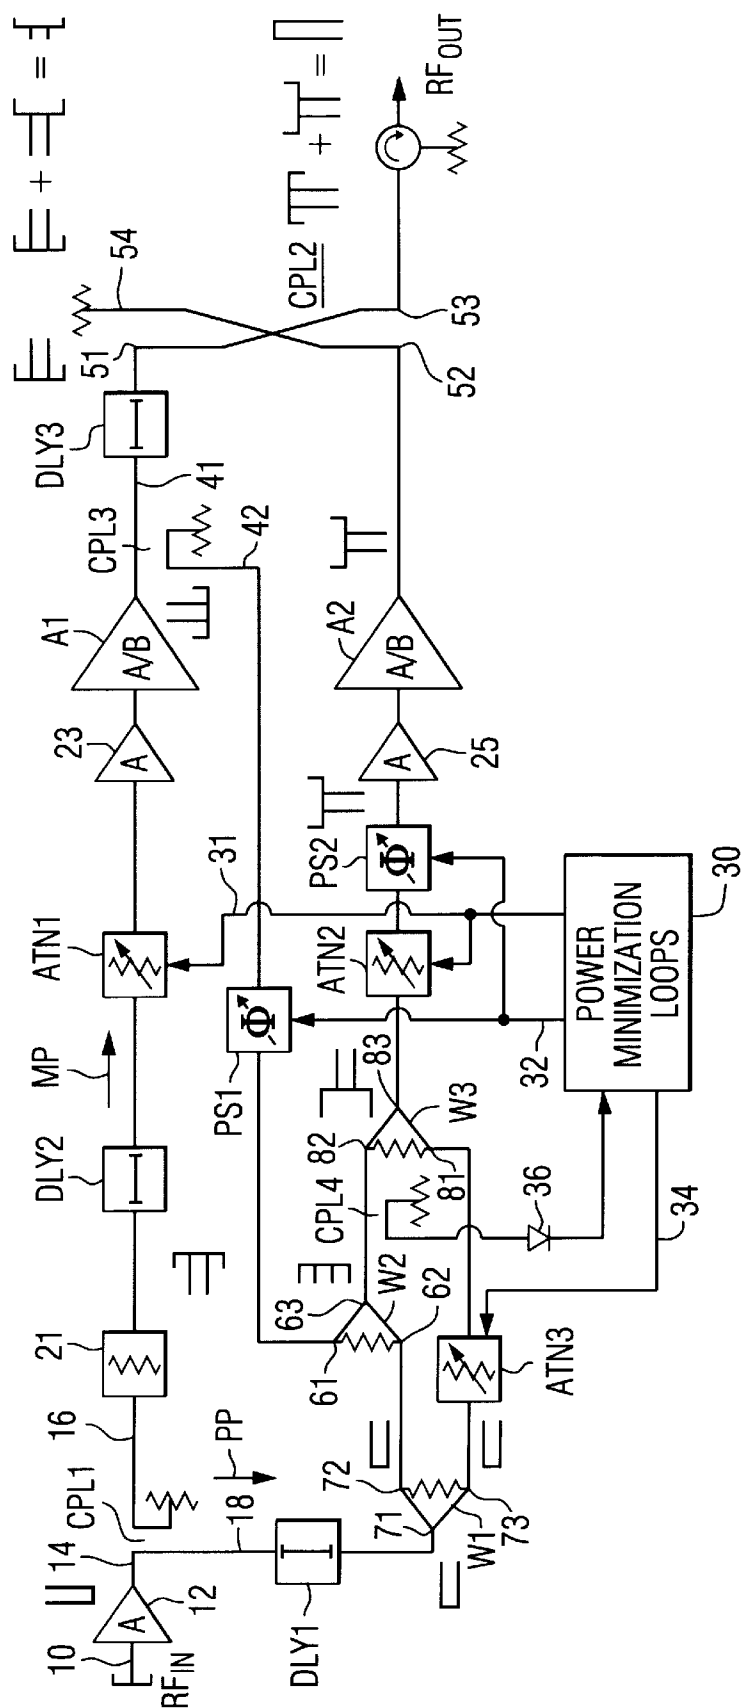 10
RF_IN
12
A
14
CPL1
16
18
PP
21
DLY1
DLY2
MP
ATN1
23
A
A1
A/B
CPL3
41
42
DLY3
51
54
CPL2
52
53
RF_OUT
31
PS1
Φ
61
62
63
W2
CPL4
71
72
73
W1
ATN3
81
82
83
W3
36
34
ATN2
PS2
Φ
25
A
A2
A/B
32
POWER
MINIMIZATION
LOOPS
30
+
=
+
=